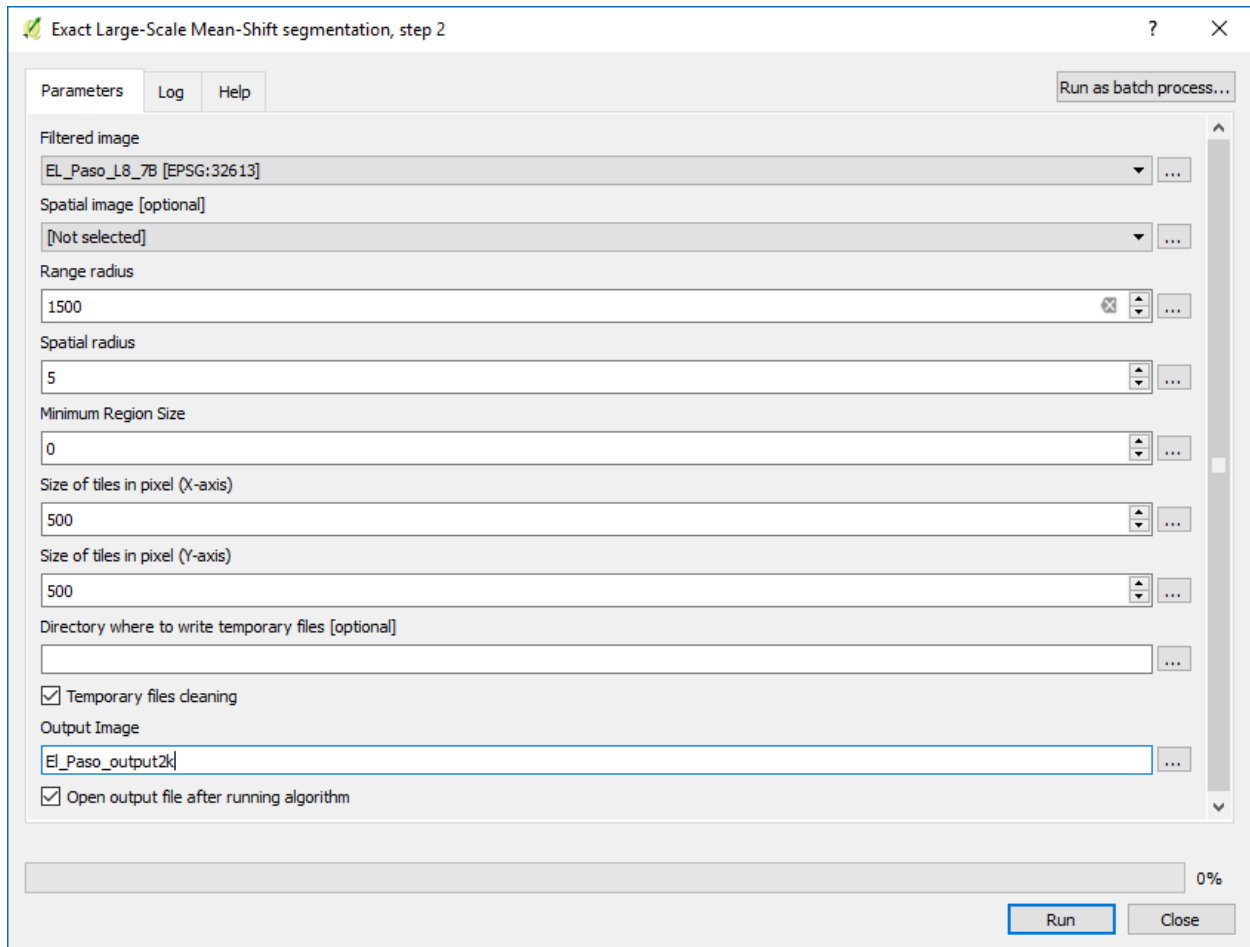 Exact Large-Scale Mean-Shift segmentation, step 2
?
Parameters Log Help Run as batch process...
Filtered image
EL_Paso_L8_7B [EPSG:32613] ...
Spatial image [optional]
[Not selected] ...
Range radius
1500 ...
Spatial radius
5 ...
Minimum Region Size
0 ...
Size of tiles in pixel (X-axis)
500 ...
Size of tiles in pixel (Y-axis)
500 ...
Directory where to write temporary files [optional]
...
Temporary files cleaning
Output Image
El_Paso_output2k ...
Open output file after running algorithm
0%
Run Close